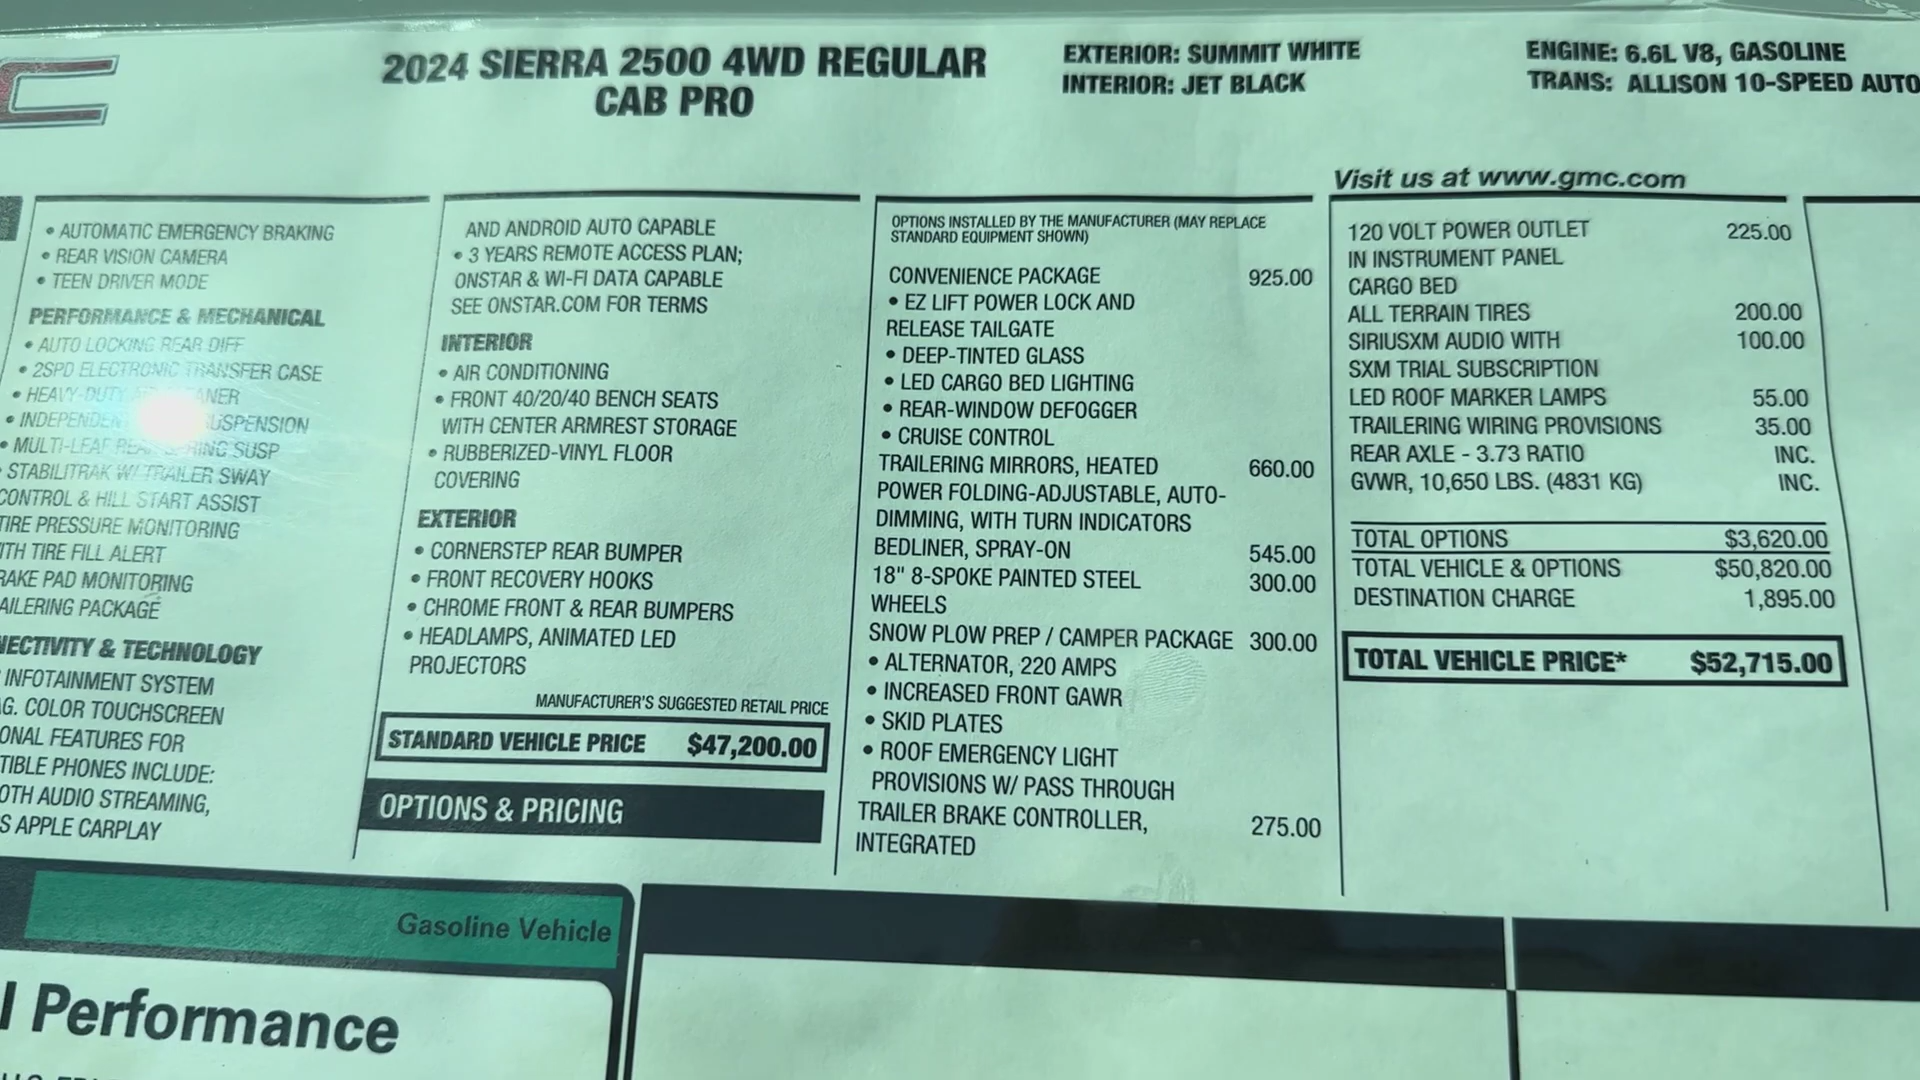 2024 SIERRA 2500 4WD REGULAR
CAB PRO
EXTERIOR: SUMMIT WHITE
INTERIOR: JET BLACK
ENGINE: 6.6L V8, GASOLINE
TRANS: ALLISON 10-SPEED AUTO
Visit us at www.gmc.com
• AUTOMATIC EMERGENCY BRAKING
• REAR VISION CAMERA
• TEEN DRIVER MODE
PERFORMANCE & MECHANICAL
• AUTO LOCKING REAR DIFF
• 2SPD ELECTRONIC TRANSFER CASE
• HEAVY-DUTY
• SUSPENSION
• MULTI-LEAF SUSP
• STABILITRAK W/ TRAILER SWAY
CONTROL & HILL START ASSIST
TIRE PRESSURE MONITORING
ITH TIRE FILL ALERT
RAKE PAD MONITORING
AILERING PACKAGE
NECTIVITY & TECHNOLOGY
INFOTAINMENT SYSTEM
AG. COLOR TOUCHSCREEN
ONAL FEATURES FOR
TIBLE PHONES INCLUDE:
OTH AUDIO STREAMING,
S APPLE CARPLAY
AND ANDROID AUTO CAPABLE
• 3 YEARS REMOTE ACCESS PLAN;
ONSTAR & WI-FI DATA CAPABLE
SEE ONSTAR.COM FOR TERMS
INTERIOR
• AIR CONDITIONING
• FRONT 40/20/40 BENCH SEATS
WITH CENTER ARMREST STORAGE
• RUBBERIZED-VINYL FLOOR
COVERING
EXTERIOR
• CORNERSTEP REAR BUMPER
• FRONT RECOVERY HOOKS
• CHROME FRONT & REAR BUMPERS
• HEADLAMPS, ANIMATED LED
PROJECTORS
MANUFACTURER'S SUGGESTED RETAIL PRICE
STANDARD VEHICLE PRICE $47,200.00
OPTIONS & PRICING
OPTIONS INSTALLED BY THE MANUFACTURER (MAY REPLACE
STANDARD EQUIPMENT SHOWN)
CONVENIENCE PACKAGE 925.00
• EZ LIFT POWER LOCK AND
RELEASE TAILGATE
• DEEP-TINTED GLASS
• LED CARGO BED LIGHTING
• REAR-WINDOW DEFOGGER
• CRUISE CONTROL
TRAILERING MIRRORS, HEATED 660.00
POWER FOLDING-ADJUSTABLE, AUTO-
DIMMING, WITH TURN INDICATORS
BEDLINER, SPRAY-ON 545.00
18" 8-SPOKE PAINTED STEEL 300.00
WHEELS
SNOW PLOW PREP / CAMPER PACKAGE 300.00
• ALTERNATOR, 220 AMPS
• INCREASED FRONT GAWR
• SKID PLATES
• ROOF EMERGENCY LIGHT
PROVISIONS W/ PASS THROUGH
TRAILER BRAKE CONTROLLER, 275.00
INTEGRATED
120 VOLT POWER OUTLET 225.00
IN INSTRUMENT PANEL
CARGO BED
ALL TERRAIN TIRES 200.00
SIRIUSXM AUDIO WITH 100.00
SXM TRIAL SUBSCRIPTION
LED ROOF MARKER LAMPS 55.00
TRAILERING WIRING PROVISIONS 35.00
REAR AXLE - 3.73 RATIO INC.
GVWR, 10,650 LBS. (4831 KG) INC.
TOTAL OPTIONS $3,620.00
TOTAL VEHICLE & OPTIONS $50,820.00
DESTINATION CHARGE 1,895.00
TOTAL VEHICLE PRICE* $52,715.00
Gasoline Vehicle
l Performance